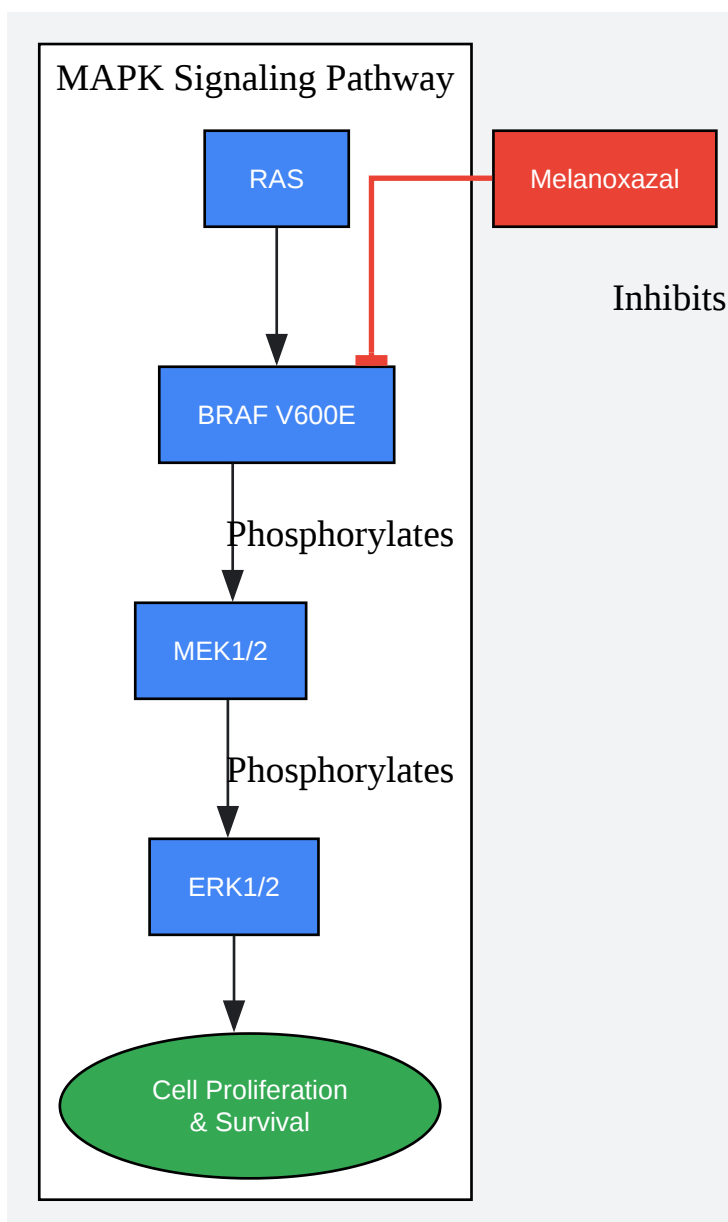 MAPK Signaling Pathway
RAS
Melanoxazal
Inhibits
BRAF V600E
Phosphorylates
MEK1/2
Phosphorylates
ERK1/2
Cell Proliferation
& Survival